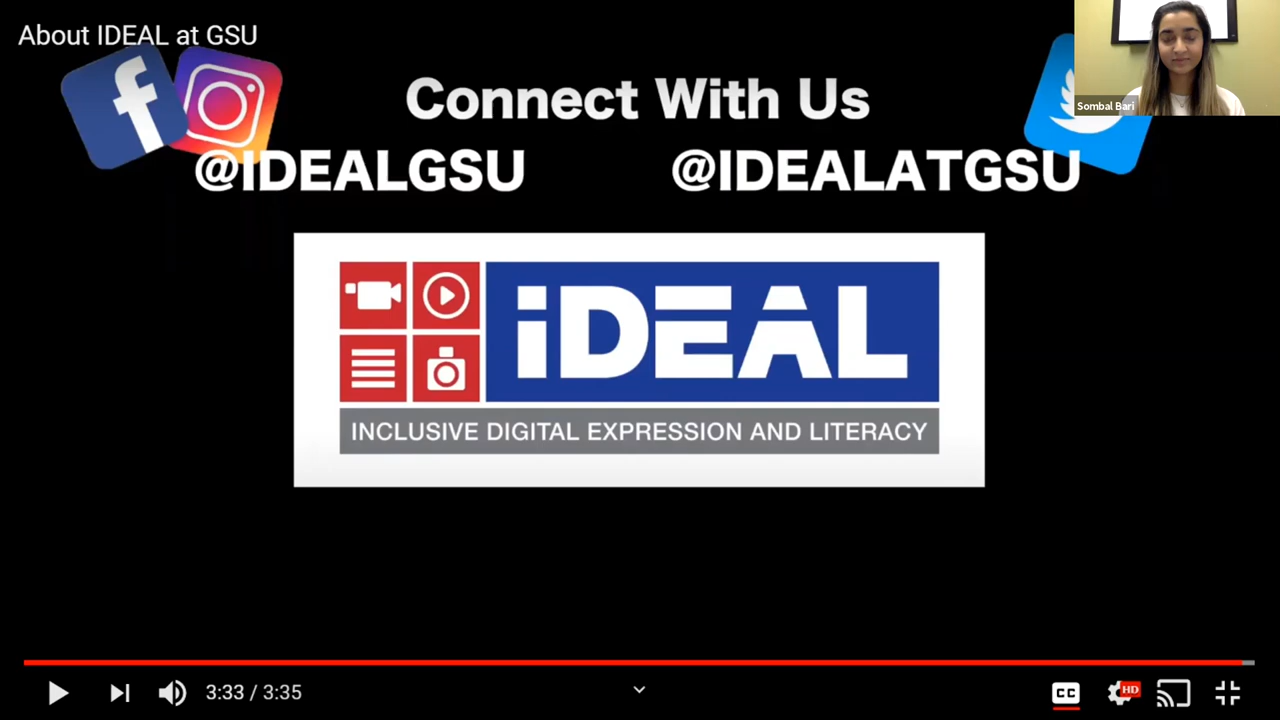 About IDEAL at GSU
Connect With Us
@IDEALGSU
@IDEALATGSU
Sombal Bari
iDEAL
INCLUSIVE DIGITAL EXPRESSION AND LITERACY
3:33 / 3:35
CC
HD